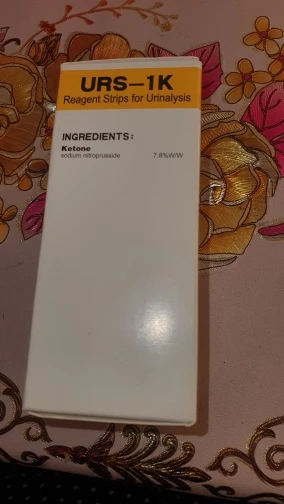 URS–1K
Reagent Strips for Urinalysis
INGREDIENTS:
Ketone
sodium nitroprusside 7.8%W/W